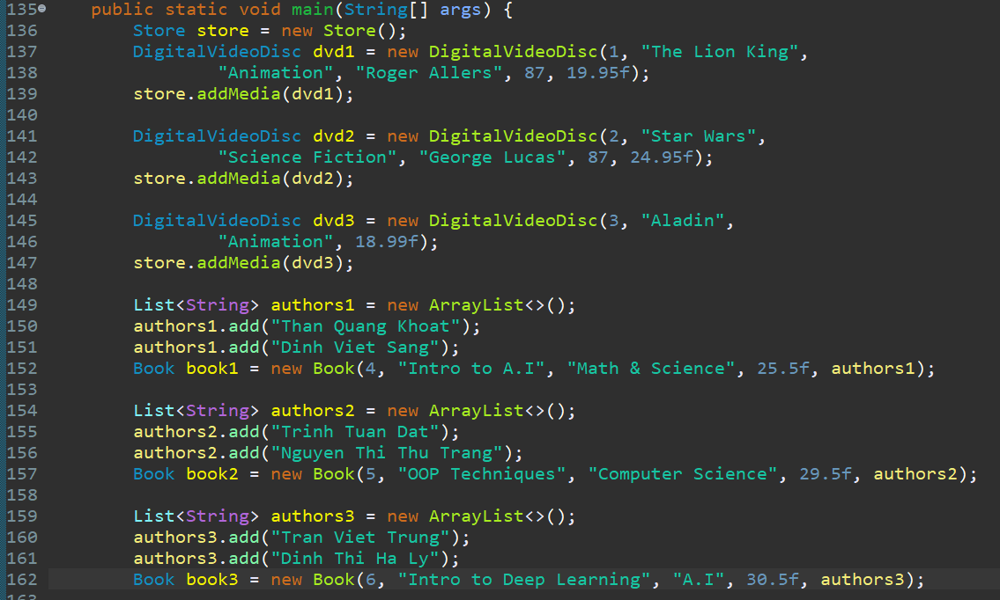 135 public static void main(String[] args) {
136 Store store = new Store();
137 DigitalVideoDisc dvd1 = new DigitalVideoDisc(1, "The Lion King",
138 "Animation", "Roger Allers", 87, 19.95f);
139 store.addMedia(dvd1);
140
141 DigitalVideoDisc dvd2 = new DigitalVideoDisc(2, "Star Wars",
142 "Science Fiction", "George Lucas", 87, 24.95f);
143 store.addMedia(dvd2);
144
145 DigitalVideoDisc dvd3 = new DigitalVideoDisc(3, "Aladin",
146 "Animation", 18.99f);
147 store.addMedia(dvd3);
148
149 List<String> authors1 = new ArrayList<>();
150 authors1.add("Than Quang Khoat");
151 authors1.add("Dinh Viet Sang");
152 Book book1 = new Book(4, "Intro to A.I", "Math & Science", 25.5f, authors1);
153
154 List<String> authors2 = new ArrayList<>();
155 authors2.add("Trinh Tuan Dat");
156 authors2.add("Nguyen Thi Thu Trang");
157 Book book2 = new Book(5, "OOP Techniques", "Computer Science", 29.5f, authors2);
158
159 List<String> authors3 = new ArrayList<>();
160 authors3.add("Tran Viet Trung");
161 authors3.add("Dinh Thi Ha Ly");
162 Book book3 = new Book(6, "Intro to Deep Learning", "A.I", 30.5f, authors3);
163